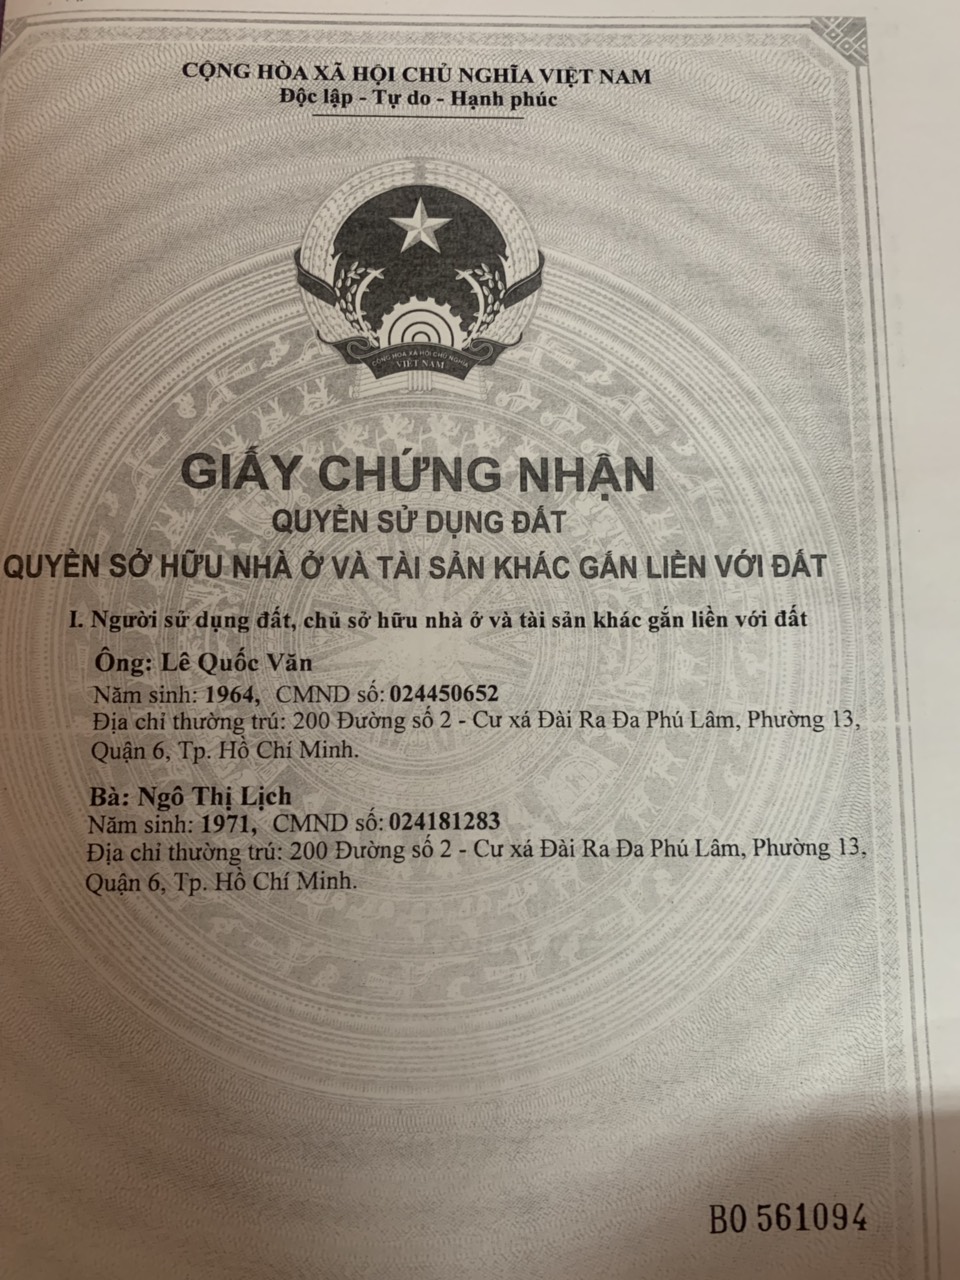 CỘNG HÒA XÃ HỘI CHỦ NGHĨA VIỆT NAM
Độc lập - Tự do - Hạnh phúc
CỘNG HÒA XÃ HỘI CHỦ NGHĨA
VIỆT NAM
GIẤY CHỨNG NHẬN
QUYỀN SỬ DỤNG ĐẤT
QUYỀN SỞ HỮU NHÀ Ở VÀ TÀI SẢN KHÁC GẮN LIỀN VỚI ĐẤT
I. Người sử dụng đất, chủ sở hữu nhà ở và tài sản khác gắn liền với đất
Ông: Lê Quốc Văn
Năm sinh: 1964, CMND số: 024450652
Địa chỉ thường trú: 200 Đường số 2 - Cư xá Đài Ra Đa Phú Lâm, Phường 13,
Quận 6, Tp. Hồ Chí Minh.
Bà: Ngô Thị Lịch
Năm sinh: 1971, CMND số: 024181283
Địa chỉ thường trú: 200 Đường số 2 - Cư xá Đài Ra Đa Phú Lâm, Phường 13,
Quận 6, Tp. Hồ Chí Minh.
BO 561094